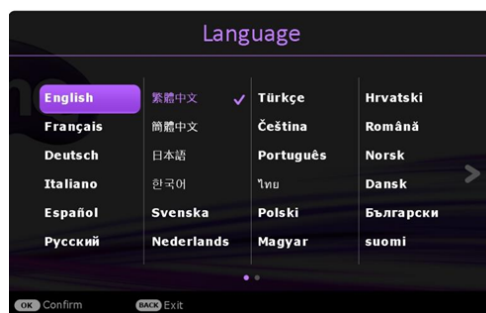 Language
English
Français
Deutsch
Italiano
Español
Русский
繁體中文
簡體中文
日本語
한국어
Svenska
Nederlands
Türkçe
Čeština
Português
ไทย
Polski
Magyar
Hrvatski
Română
Norsk
Dansk
Български
suomi
OK Confirm BACK Exit